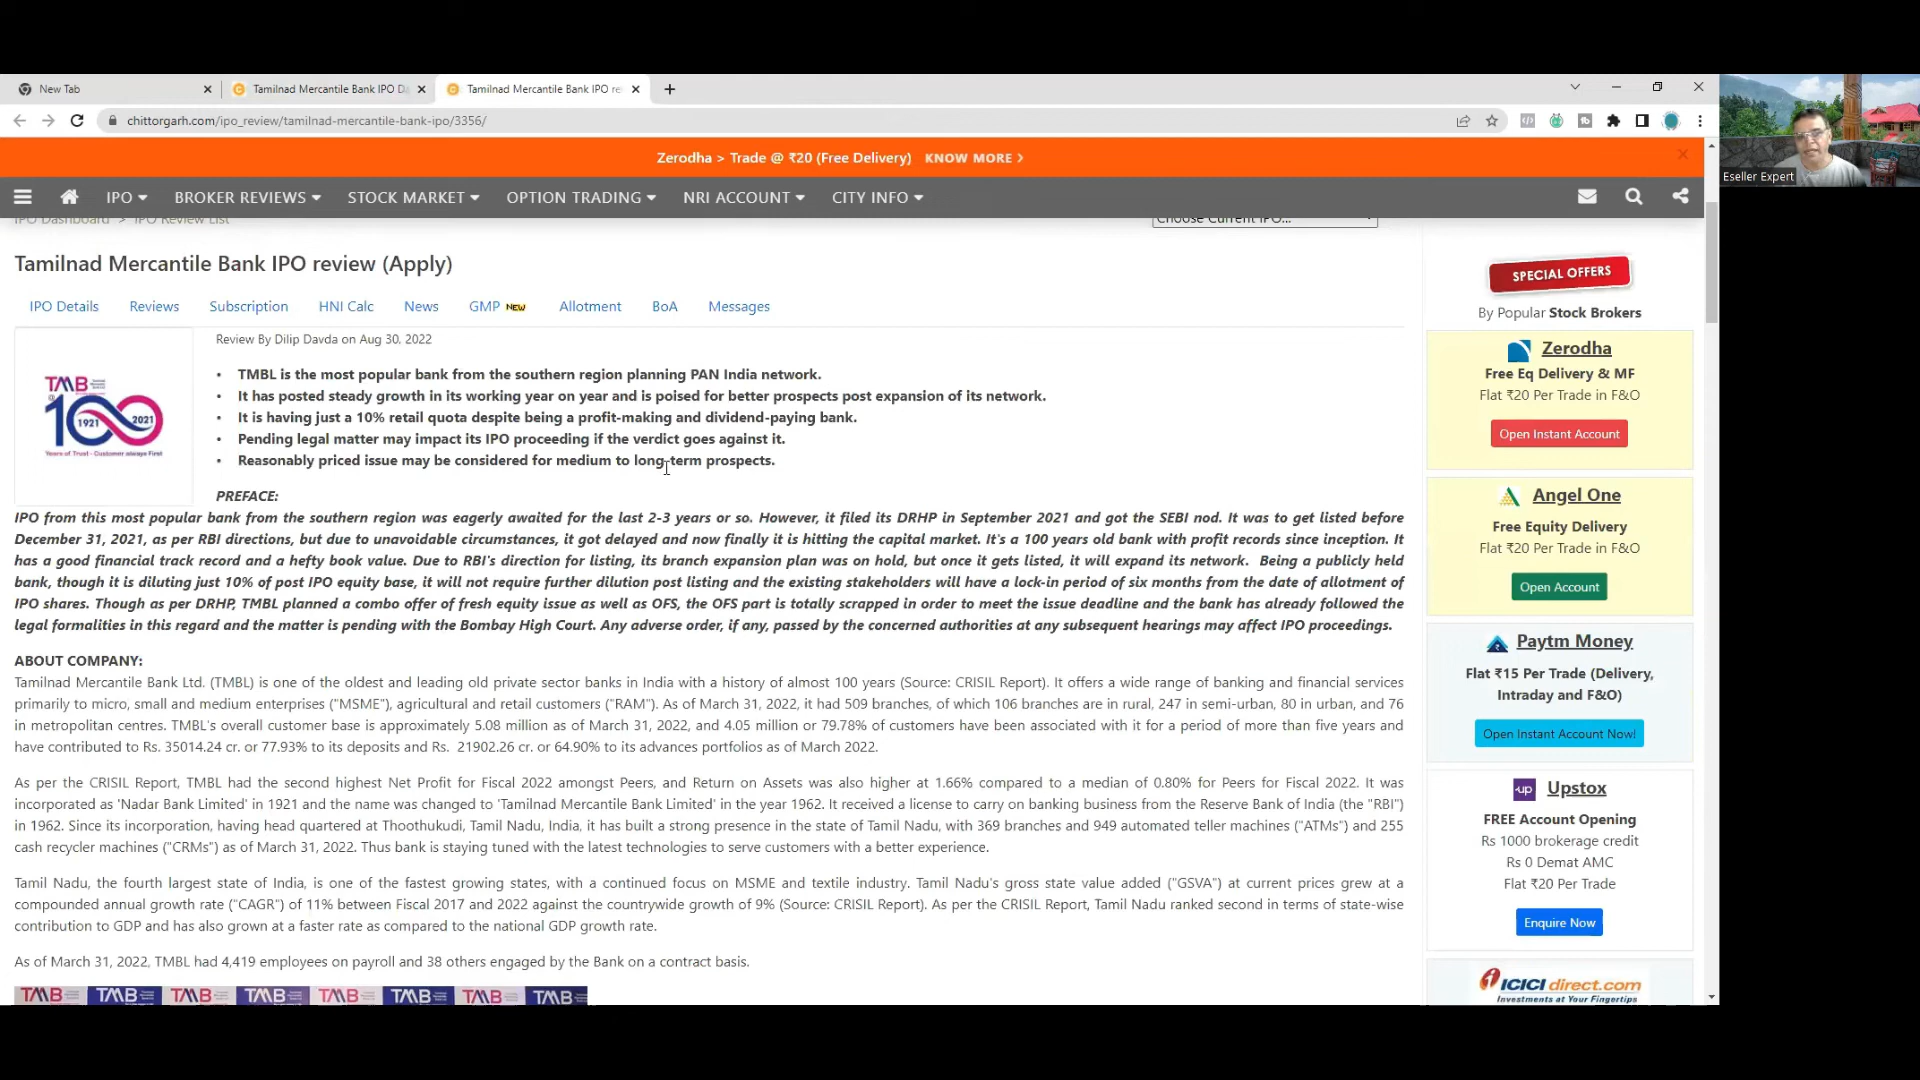 New Tab
Tamilnad Mercantile Bank IPO D
Tamilnad Mercantile Bank IPO re
chittorgarh.com/ipo_review/tamilnad-mercantile-bank-ipo/3356/
Eseller Expert
Zerodha > Trade @ ₹20 (Free Delivery) KNOW MORE
IPO BROKER REVIEWS STOCK MARKET OPTION TRADING NRI ACCOUNT CITY INFO
IPO Dashboard > IPO Review List
Choose Current IPO...
Tamilnad Mercantile Bank IPO review (Apply)
IPO Details Reviews Subscription HNI Calc News GMP NEW Allotment BoA Messages
Review By Dilip Davda on Aug 30, 2022
• TMBL is the most popular bank from the southern region planning PAN India network.
• It has posted steady growth in its working year on year and is poised for better prospects post expansion of its network.
• It is having just a 10% retail quota despite being a profit-making and dividend-paying bank.
• Pending legal matter may impact its IPO proceeding if the verdict goes against it.
• Reasonably priced issue may be considered for medium to long-term prospects.
TMB
@100
1921 2021
Years of Trust - Customer always First
PREFACE:
IPO from this most popular bank from the southern region was eagerly awaited for the last 2-3 years or so. However, it filed its DRHP in September 2021 and got the SEBI nod. It was to get listed before
December 31, 2021, as per RBI directions, but due to unavoidable circumstances, it got delayed and now finally it is hitting the capital market. It's a 100 years old bank with profit records since inception. It
has a good financial track record and a hefty book value. Due to RBI's direction for listing, its branch expansion plan was on hold, but once it gets listed, it will expand its network. Being a publicly held
bank, though it is diluting just 10% of post IPO equity base, it will not require further dilution post listing and the existing stakeholders will have a lock-in period of six months from the date of allotment of
IPO shares. Though as per DRHP, TMBL planned a combo offer of fresh equity issue as well as OFS, the OFS part is totally scrapped in order to meet the issue deadline and the bank has already followed the
legal formalities in this regard and the matter is pending with the Bombay High Court. Any adverse order, if any, passed by the concerned authorities at any subsequent hearings may affect IPO proceedings.
ABOUT COMPANY:
Tamilnad Mercantile Bank Ltd. (TMBL) is one of the oldest and leading old private sector banks in India with a history of almost 100 years (Source: CRISIL Report). It offers a wide range of banking and financial services
primarily to micro, small and medium enterprises ("MSME"), agricultural and retail customers ("RAM"). As of March 31, 2022, it had 509 branches, of which 106 branches are in rural, 247 in semi-urban, 80 in urban, and 76
in metropolitan centres. TMBL's overall customer base is approximately 5.08 million as of March 31, 2022, and 4.05 million or 79.78% of customers have been associated with it for a period of more than five years and
have contributed to Rs. 35014.24 cr. or 77.93% to its deposits and Rs. 21902.26 cr. or 64.90% to its advances portfolios as of March 2022.
As per the CRISIL Report, TMBL had the second highest Net Profit for Fiscal 2022 amongst Peers, and Return on Assets was also higher at 1.66% compared to a median of 0.80% for Peers for Fiscal 2022. It was
incorporated as 'Nadar Bank Limited' in 1921 and the name was changed to 'Tamilnad Mercantile Bank Limited' in the year 1962. It received a license to carry on banking business from the Reserve Bank of India (the "RBI")
in 1962. Since its incorporation, having head quartered at Thoothukudi, Tamil Nadu, India, it has built a strong presence in the state of Tamil Nadu, with 369 branches and 949 automated teller machines ("ATMs") and 255
cash recycler machines ("CRMs") as of March 31, 2022. Thus bank is staying tuned with the latest technologies to serve customers with a better experience.
Tamil Nadu, the fourth largest state of India, is one of the fastest growing states, with a continued focus on MSME and textile industry. Tamil Nadu's gross state value added ("GSVA") at current prices grew at a
compounded annual growth rate ("CAGR") of 11% between Fiscal 2017 and 2022 against the countrywide growth of 9% (Source: CRISIL Report). As per the CRISIL Report, Tamil Nadu ranked second in terms of state-wise
contribution to GDP and has also grown at a faster rate as compared to the national GDP growth rate.
As of March 31, 2022, TMBL had 4,419 employees on payroll and 38 others engaged by the Bank on a contract basis.
TMB TMB TMB TMB TMB TMB TMB TMB
SPECIAL OFFERS
By Popular Stock Brokers
Zerodha
Free Eq Delivery & MF
Flat ₹20 Per Trade in F&O
Open Instant Account
Angel One
Free Equity Delivery
Flat ₹20 Per Trade in F&O
Open Account
Paytm Money
Flat ₹15 Per Trade (Delivery,
Intraday and F&O)
Open Instant Account Now!
up
Upstox
FREE Account Opening
Rs 1000 brokerage credit
Rs 0 Demat AMC
Flat ₹20 Per Trade
Enquire Now
ICICI direct.com
Investments at Your Fingertips